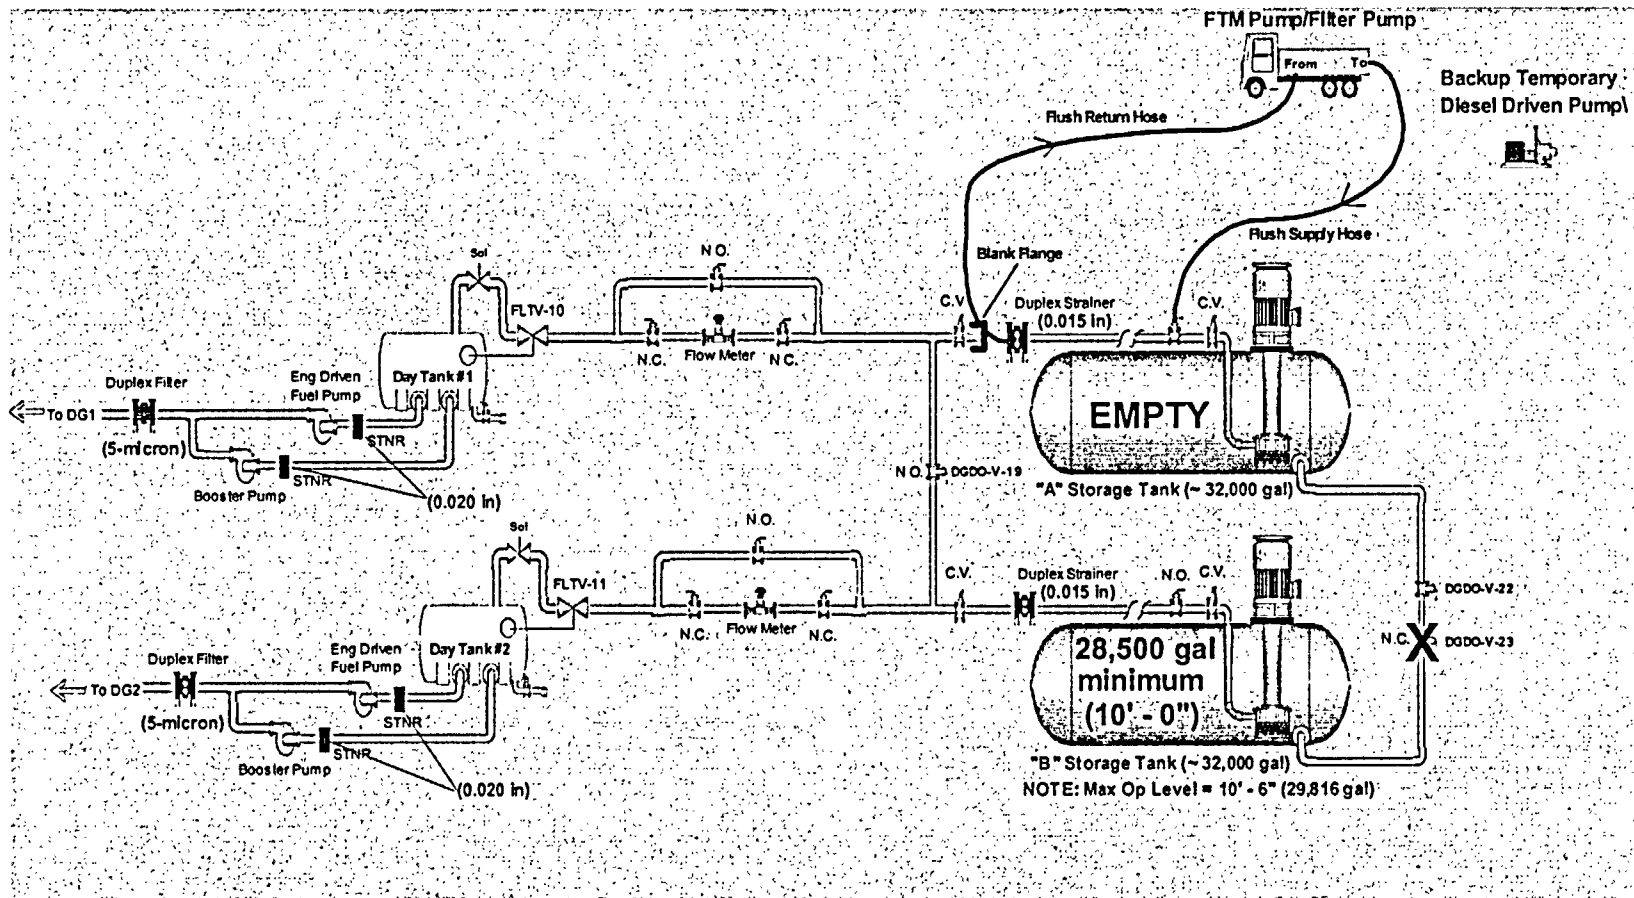 FTM Pump/Filter Pump
From To
Backup Temporary
Diesel Driven Pump\
Flush Return Hose
Flush Supply Hose
Blank Flange
Sol
FLTV-10
N.O.
N.C.
Flow Meter
N.C.
C.V.
Duplex Strainer
(0.015 in)
C.V.
Day Tank #1
Eng Driven
Fuel Pump
Duplex Filter
To DG1
(5-micron)
STNR
Booster Pump
STNR
(0.020 in)
EMPTY
"A" Storage Tank (~ 32,000 gal)
N.O.
DGDO-V-19
Sol
FLTV-11
N.O.
N.C.
Flow Meter
N.C.
C.V.
Duplex Strainer
(0.015 in)
N.O.
C.V.
DGDO-V-22
N.C.
DGDO-V-23
Day Tank #2
Eng Driven
Fuel Pump
Duplex Filter
To DG2
(5-micron)
STNR
Booster Pump
STNR
(0.020 in)
28,500 gal
minimum
(10' - 0")
"B" Storage Tank (~ 32,000 gal)
NOTE: Max Op Level = 10' - 6" (29,816 gal)